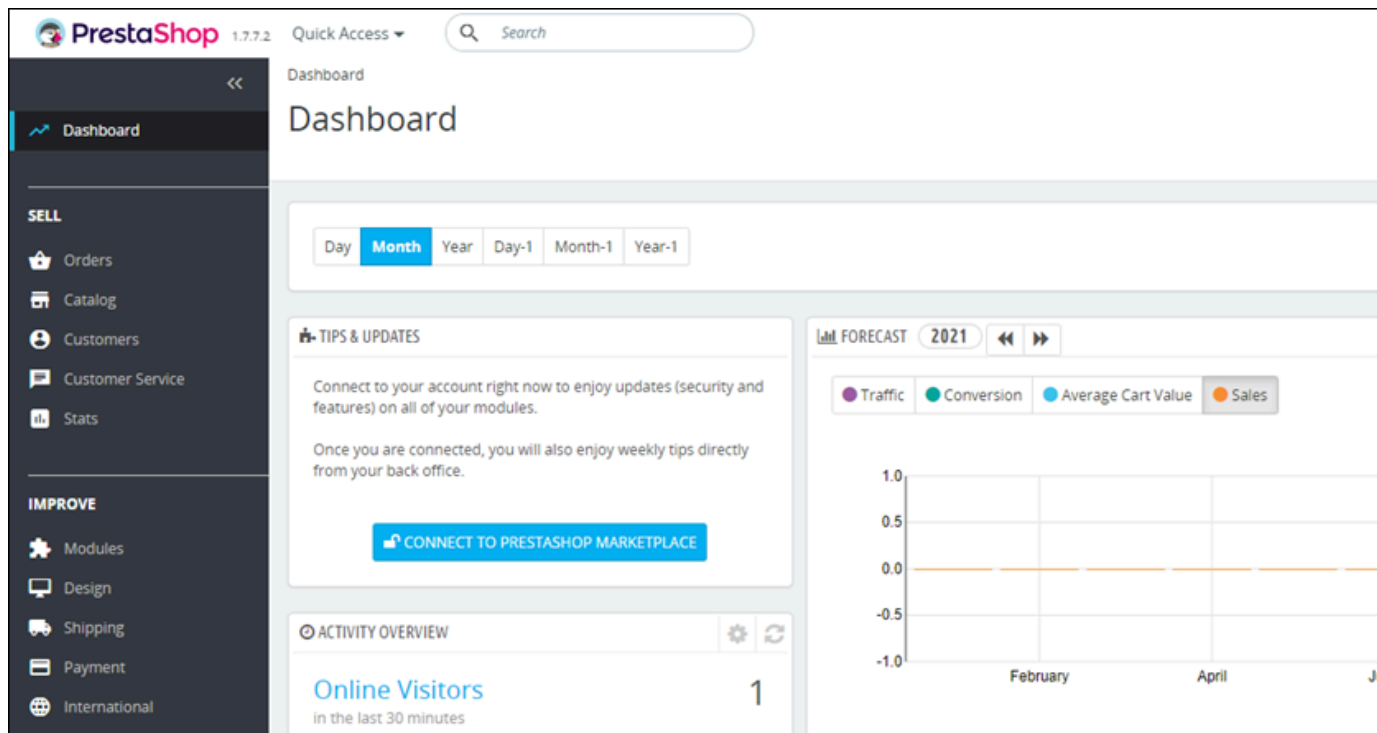 PrestaShop 1.7.7.2 Quick Access Search
Dashboard
Dashboard
Dashboard
SELL
Orders
Catalog
Customers
Customer Service
Stats
IMPROVE
Modules
Design
Shipping
Payment
International
Day Month Year Day-1 Month-1 Year-1
TIPS & UPDATES
Connect to your account right now to enjoy updates (security and
features) on all of your modules.
Once you are connected, you will also enjoy weekly tips directly
from your back office.
CONNECT TO PRESTASHOP MARKETPLACE
ACTIVITY OVERVIEW
Online Visitors 1
in the last 30 minutes
FORECAST 2021
Traffic Conversion Average Cart Value Sales
1.0
0.5
0.0
-0.5
-1.0
February April